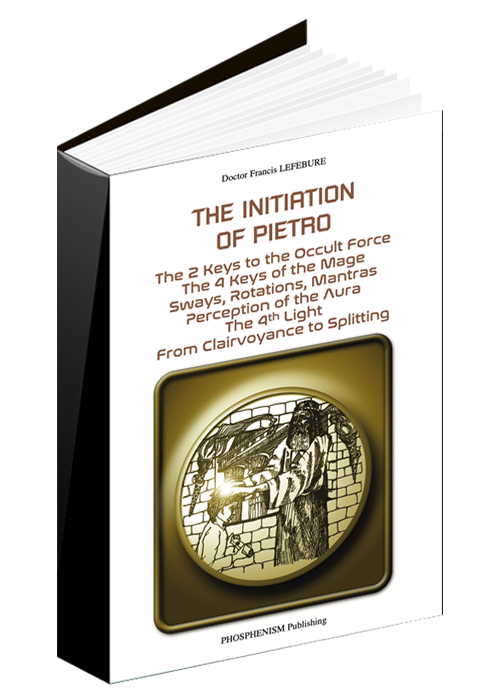 Doctor Francis LEFEBURE
THE INITIATION
OF PIETRO
The 2 Keys to the Occult Force
The 4 Keys of the Mage
Sways, Rotations, Mantras
Perception of the Aura
The 4th Light
From Clairvoyance to Splitting
PHOSPHENISM Publishing